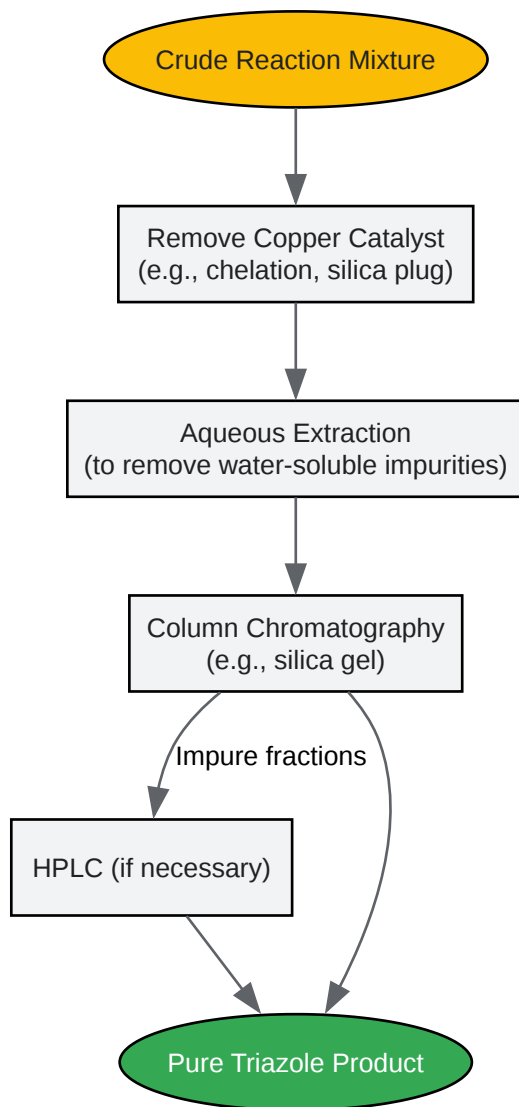 Crude Reaction Mixture
Remove Copper Catalyst
(e.g., chelation, silica plug)
Aqueous Extraction
(to remove water-soluble impurities)
Column Chromatography
(e.g., silica gel)
Impure fractions
HPLC (if necessary)
Pure Triazole Product